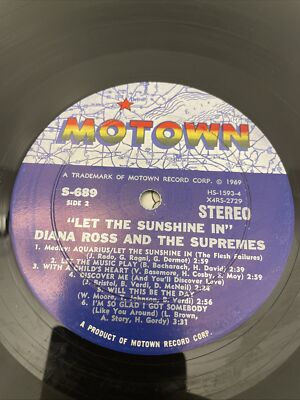 MOTOWN
A TRADEMARK OF MOTOWN RECORD CORP. © 1969
S-689
SIDE 2
HS-1593-4
X4RS-2729
STEREO
"LET THE SUNSHINE IN"
DIANA ROSS AND THE SUPREMES
1. Medley: AQUARIUS/LET THE SUNSHINE IN (The Flesh Failures)
(J. Rado, G. Ragni, G. Dermot) 2:59
2. LET THE MUSIC PLAY (B. Bacharach, H. David) 2:39
3. WITH A CHILD'S HEART (V. Basemore, H. Cosby, S. Moy) 2:59
4. DISCOVER ME (And You'll Discover Love)
(J. Bristol, B. Verdi, D. McNeil) 2:24
5. WILL THIS BE THE DAY
(W. Moore, T. Johnson, B. Verdi) 2:56
6. I'M SO GLAD I GOT SOMEBODY
(Like You Around) (L. Brown,
A. Story, H. Gordy) 3:31
A PRODUCT OF MOTOWN RECORD CORP.